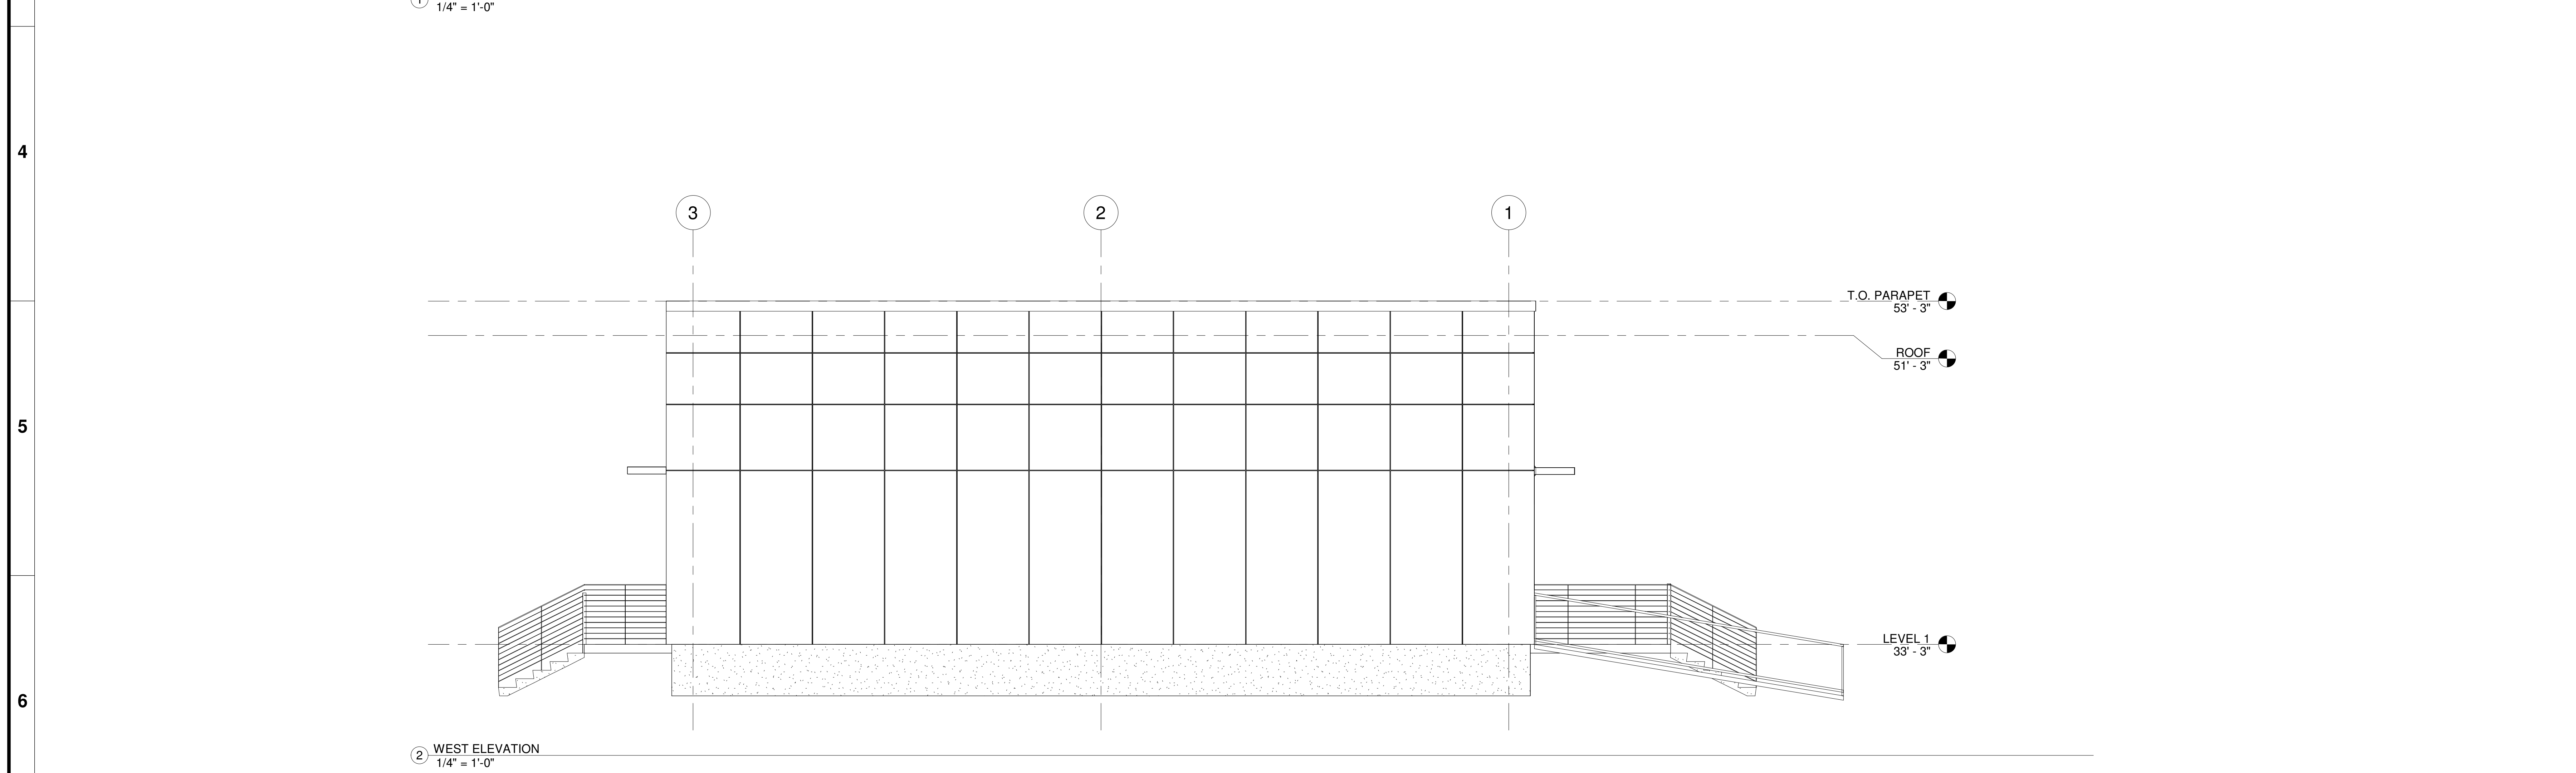 1
1/4" = 1'-0"
4
3
2
1
T.O. PARAPET
53' - 3"
ROOF
51' - 3"
5
LEVEL 1
33' - 3"
6
2
WEST ELEVATION
1/4" = 1'-0"